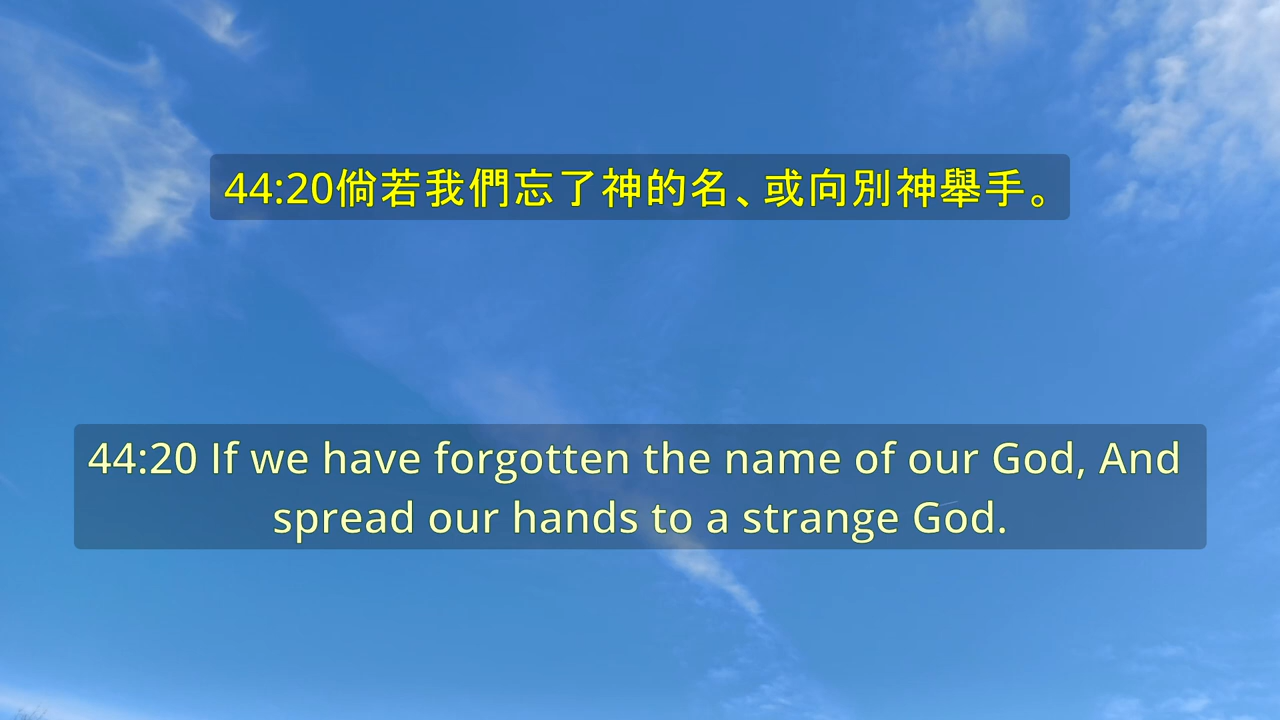 44:20倘若我們忘了神的名、或向別神舉手。
44:20 If we have forgotten the name of our God, And
spread our hands to a strange God.